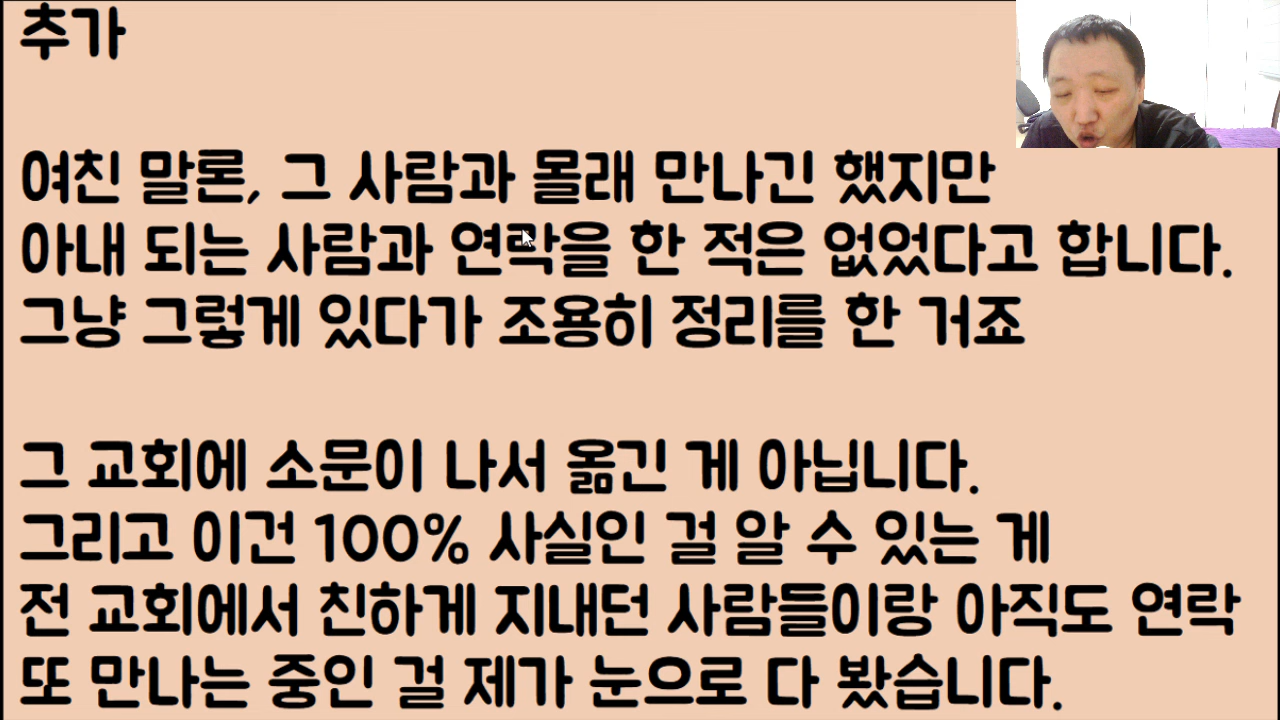 추가
여친 말론, 그 사람과 몰래 만나긴 했지만
아내 되는 사람과 연락을 한 적은 없었다고 합니다.
그냥 그렇게 있다가 조용히 정리를 한 거죠
그 교회에 소문이 나서 옮긴 게 아닙니다.
그리고 이건 100% 사실인 걸 알 수 있는 게
전 교회에서 친하게 지내던 사람들이랑 아직도 연락
또 만나는 중인 걸 제가 눈으로 다 봤습니다.